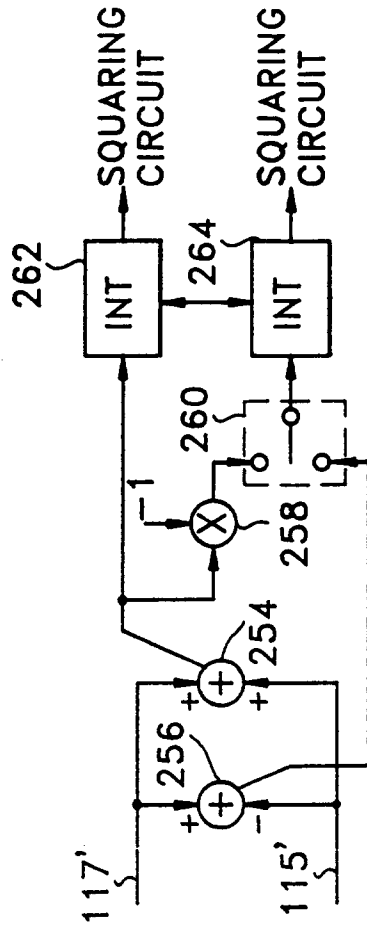 262
SQUARING
CIRCUIT
INT
264
SQUARING
CIRCUIT
INT
260
-1
X
258
117'
256
+
+
-
254
+
+
+
115'